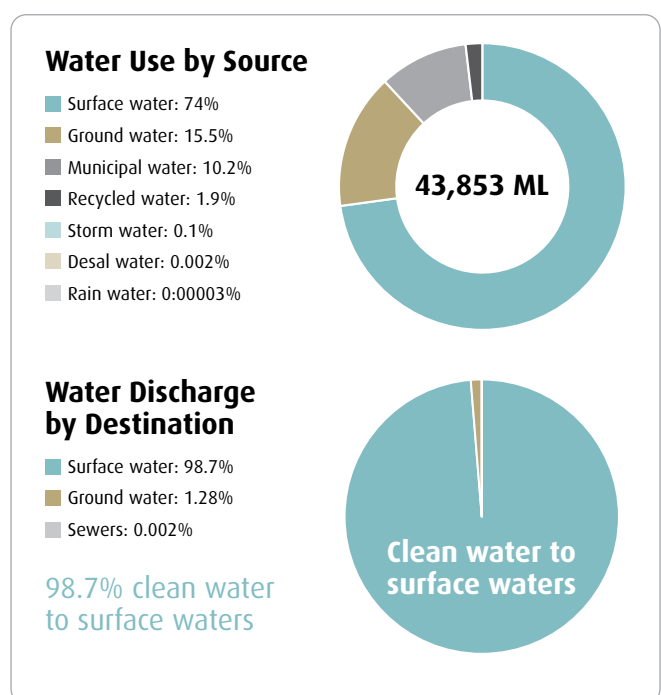 Water Use by Source
Surface water: 74%
Ground water: 15.5%
Municipal water: 10.2%
Recycled water: 1.9%
Storm water: 0.1%
Desal water: 0.002%
Rain water: 0:00003%
43,853 ML
Water Discharge
by Destination
Surface water: 98.7%
Ground water: 1.28%
Sewers: 0.002%
98.7% clean water
to surface waters
Clean water to
surface waters